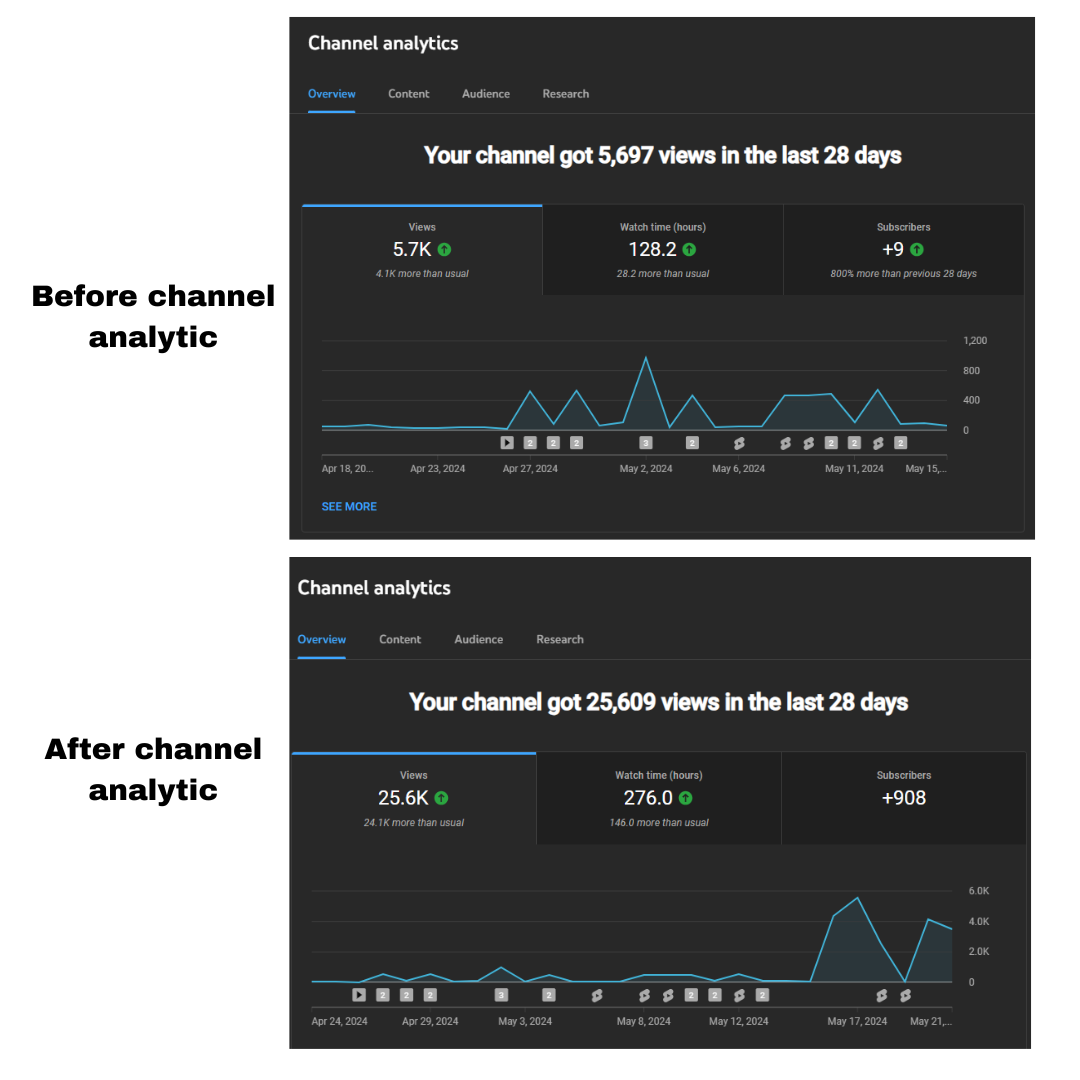 Before channel
analytic
Channel analytics
Overview Content Audience Research
Your channel got 5,697 views in the last 28 days
Views Watch time (hours) Subscribers
5.7K 128.2 +9
4.1K more than usual 28.2 more than usual 800% more than previous 28 days
1,200
800
400
0
2 2 2 3 2 2 2 2
Apr 18, 20... Apr 23, 2024 Apr 27, 2024 May 2, 2024 May 6, 2024 May 11, 2024 May 15,...
SEE MORE
After channel
analytic
Channel analytics
Overview Content Audience Research
Your channel got 25,609 views in the last 28 days
Views Watch time (hours) Subscribers
25.6K 276.0 +908
24.1K more than usual 146.0 more than usual
6.0K
4.0K
2.0K
0
2 2 2 3 2 2 2 2
Apr 24, 2024 Apr 29, 2024 May 3, 2024 May 8, 2024 May 12, 2024 May 17, 2024 May 21,...